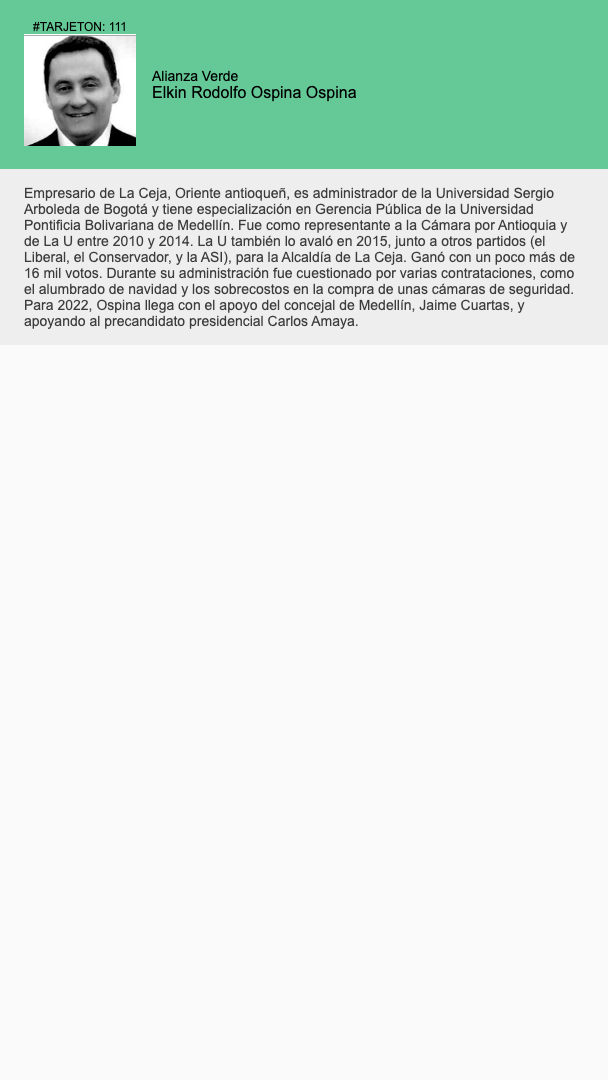 #TARJETON: 111
Alianza Verde
Elkin Rodolfo Ospina Ospina
Empresario de La Ceja, Oriente antioqueñ, es administrador de la Universidad Sergio
Arboleda de Bogotá y tiene especialización en Gerencia Pública de la Universidad
Pontificia Bolivariana de Medellín. Fue como representante a la Cámara por Antioquia y
de La U entre 2010 y 2014. La U también lo avaló en 2015, junto a otros partidos (el
Liberal, el Conservador, y la ASI), para la Alcaldía de La Ceja. Ganó con un poco más de
16 mil votos. Durante su administración fue cuestionado por varias contrataciones, como
el alumbrado de navidad y los sobrecostos en la compra de unas cámaras de seguridad.
Para 2022, Ospina llega con el apoyo del concejal de Medellín, Jaime Cuartas, y
apoyando al precandidato presidencial Carlos Amaya.